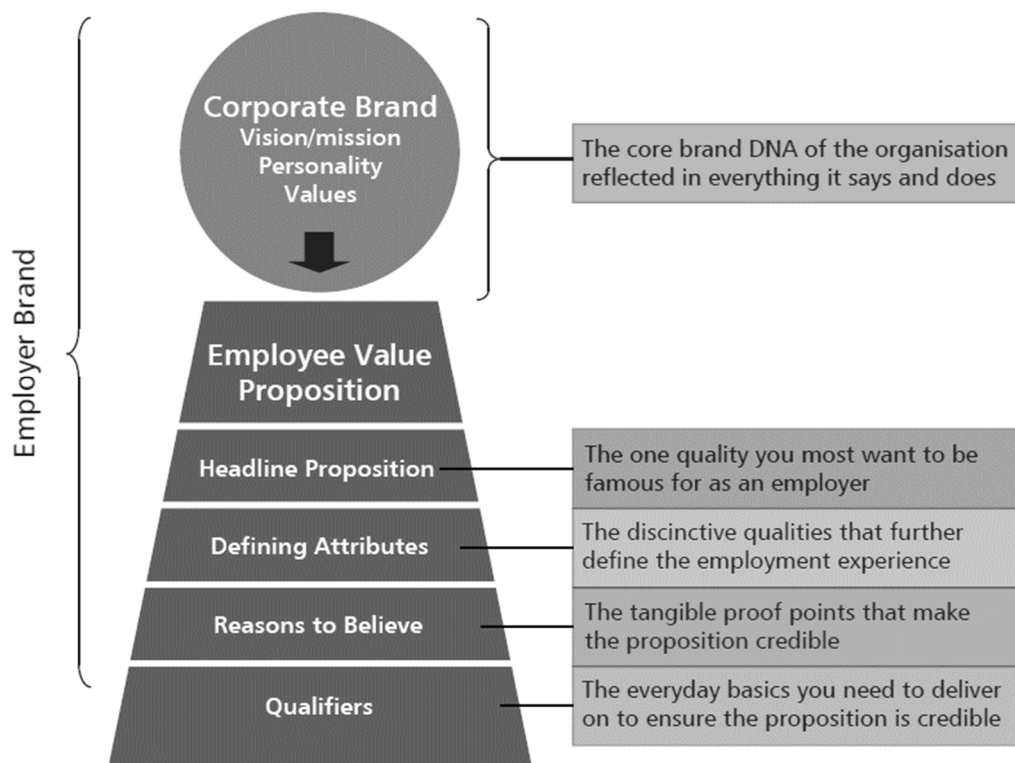 Employer Brand
Corporate Brand
Vision/mission
Personality
Values
The core brand DNA of the organisation
reflected in everything it says and does
Employee Value
Proposition
Headline Proposition
The one quality you most want to be
famous for as an employer
Defining Attributes
The discinctive qualities that further
define the employment experience
Reasons to Believe
The tangible proof points that make
the proposition credible
Qualifiers
The everyday basics you need to deliver
on to ensure the proposition is credible